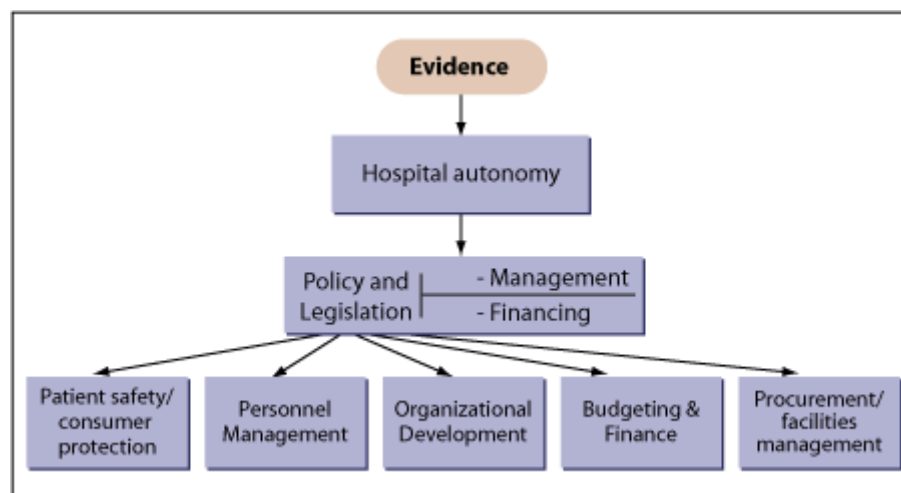 Evidence
Hospital autonomy
Policy and
Legislation
- Management
- Financing
Patient safety/
consumer
protection
Personnel
Management
Organizational
Development
Budgeting &
Finance
Procurement/
facilities
management